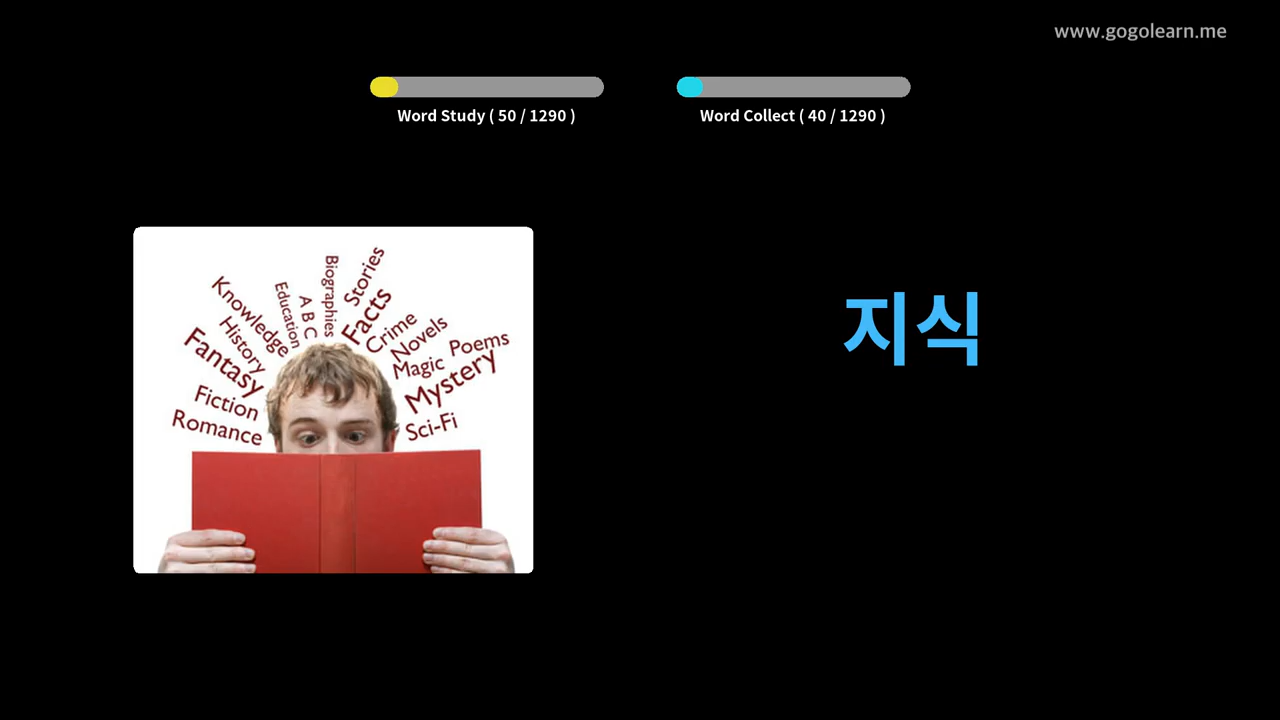 www.gogolearn.me
Word Study ( 50 / 1290 )
Word Collect ( 40 / 1290 )
지식
Romance
Fiction
Fantasy
History
Knowledge
Education
A B C
Biographies
Stories
Facts
Crime
Novels
Magic
Poems
Mystery
Sci-Fi